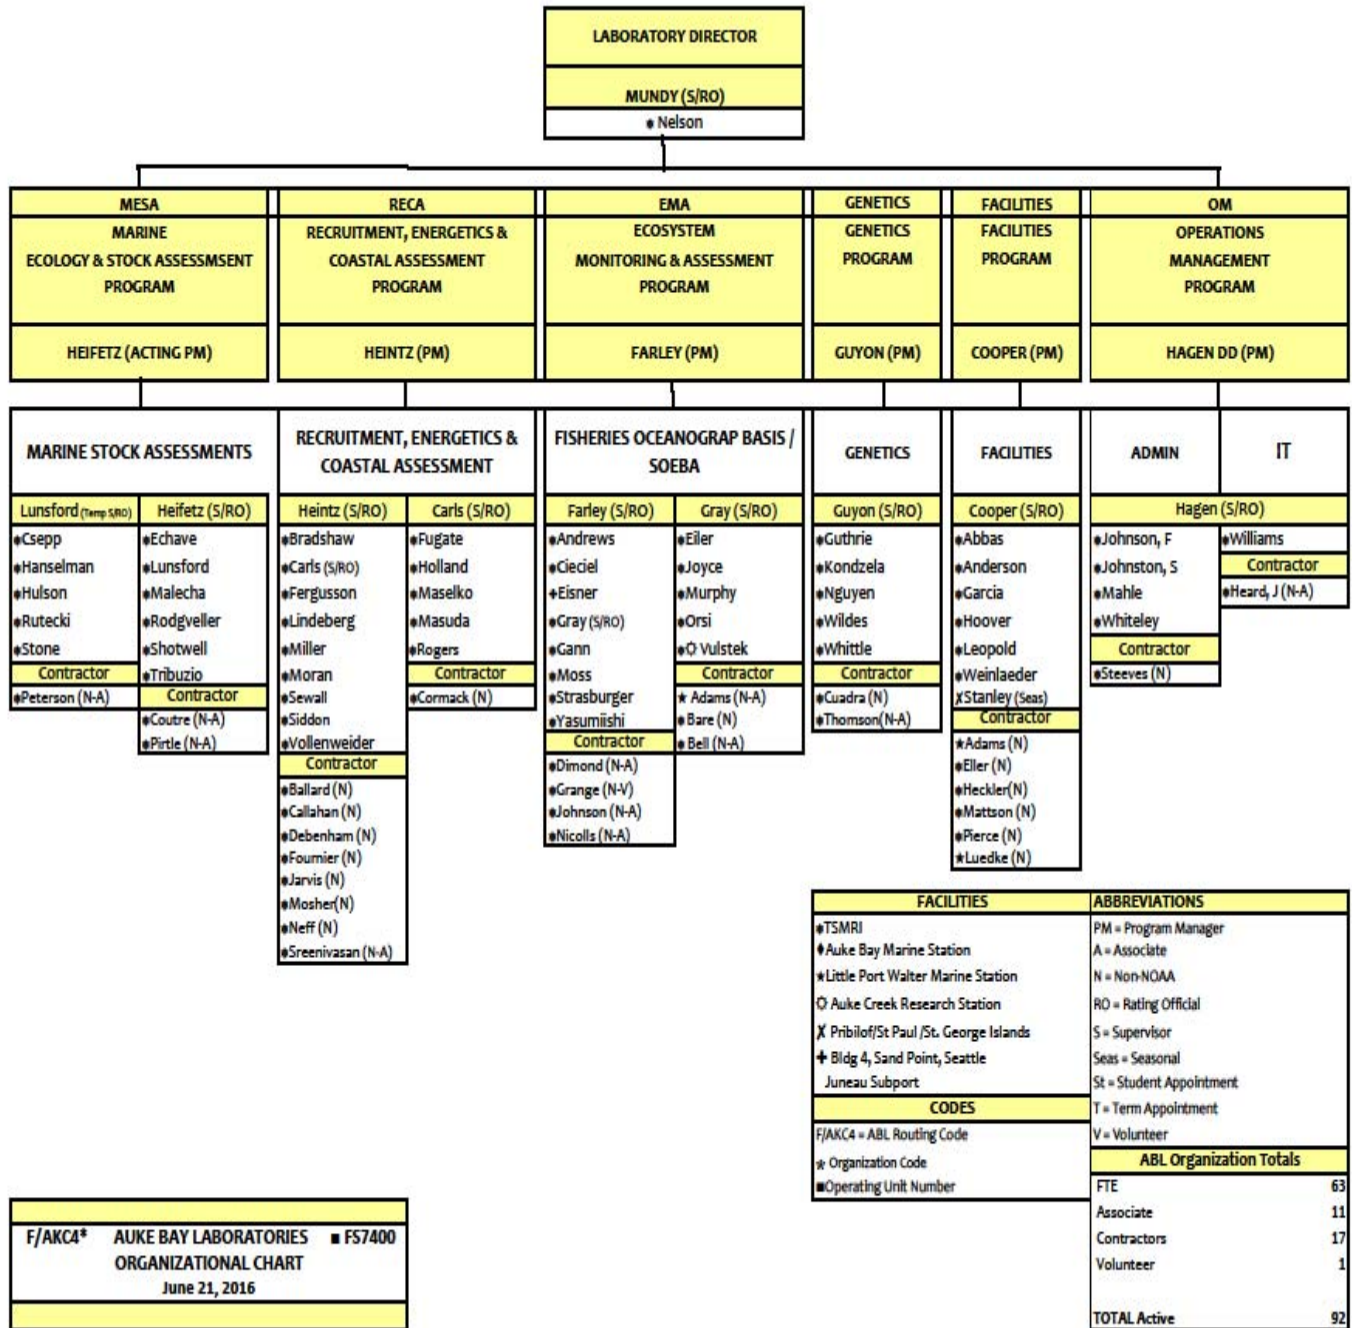 LABORATORY DIRECTOR
MUNDY (S/RO)
⁕ Nelson
MESA
MARINE
ECOLOGY & STOCK ASSESSMSENT
PROGRAM
HEIFETZ (ACTING PM)
RECA
RECRUITMENT, ENERGETICS &
COASTAL ASSESSMENT
PROGRAM
HEINTZ (PM)
EMA
ECOSYSTEM
MONITORING & ASSESSMENT
PROGRAM
FARLEY (PM)
GENETICS
GENETICS
PROGRAM
GUYON (PM)
FACILITIES
FACILITIES
PROGRAM
COOPER (PM)
OM
OPERATIONS
MANAGEMENT
PROGRAM
HAGEN DD (PM)
MARINE STOCK ASSESSMENTS
Lunsford (Temp S/RO)
⁕Csepp
⁕Hanselman
⁕Hulson
⁕Rutecki
⁕Stone
Contractor
⁕Peterson (N-A)
Heifetz (S/RO)
⁕Echave
⁕Lunsford
⁕Malecha
⁕Rodgveller
⁕Shotwell
⁕Tribuzio
Contractor
⁕Coutre (N-A)
⁕Pirtle (N-A)
RECRUITMENT, ENERGETICS &
COASTAL ASSESSMENT
Heintz (S/RO)
⁕Bradshaw
⁕Carls (S/RO)
⁕Fergusson
⁕Lindeberg
⁕Miller
⁕Moran
⁕Sewall
⁕Siddon
⁕Vollenweider
Contractor
⁕Ballard (N)
⁕Callahan (N)
⁕Debenham (N)
⁕Fournier (N)
⁕Jarvis (N)
⁕Mosher(N)
⁕Neff (N)
⁕Sreenivasan (N-A)
Carls (S/RO)
⁕Fugate
⁕Holland
⁕Maselko
⁕Masuda
⁕Rogers
Contractor
⁕Cormack (N)
FISHERIES OCEANOGRAP BASIS /
SOEBA
Farley (S/RO)
⁕Andrews
⁕Cieciel
+Eisner
⁕Gray (S/RO)
⁕Gann
⁕Moss
⁕Strasburger
⁕Yasumiishi
Contractor
⁕Dimond (N-A)
⁕Grange (N-V)
⁕Johnson (N-A)
⁕Nicolls (N-A)
Gray (S/RO)
⁕Eiler
⁕Joyce
⁕Murphy
⁕Orsi
⁕✪ Vulstek
Contractor
★ Adams (N-A)
⁕ Bare (N)
⁕ Bell (N-A)
GENETICS
Guyon (S/RO)
⁕Guthrie
⁕Kondzela
⁕Nguyen
⁕Wildes
⁕Whittle
Contractor
⁕Cuadra (N)
⁕Thomson(N-A)
FACILITIES
Cooper (S/RO)
⁕Abbas
⁕Anderson
⁕Garcia
⁕Hoover
⁕Leopold
⁕Weinlaeder
✗Stanley (Seas)
Contractor
★Adams (N)
⁕Eller (N)
⁕Heckler(N)
⁕Mattson (N)
⁕Pierce (N)
★Luedke (N)
ADMIN
IT
Hagen (S/RO)
⁕Johnson, F
⁕Johnston, S
⁕Mahle
⁕Whiteley
Contractor
⁕Steeves (N)
⁕Williams
Contractor
⁕Heard, J (N-A)
FACILITIES
⁕TSMRI
♦Auke Bay Marine Station
★Little Port Walter Marine Station
✪ Auke Creek Research Station
✗ Pribilof/St Paul /St. George Islands
+ Bldg 4, Sand Point, Seattle
Juneau Subport
CODES
F/AKC4 = ABL Routing Code
* Organization Code
■Operating Unit Number
ABBREVIATIONS
PM = Program Manager
A = Associate
N = Non-NOAA
RO = Rating Official
S = Supervisor
Seas = Seasonal
St = Student Appointment
T = Term Appointment
V = Volunteer
ABL Organization Totals
FTE 63
Associate 11
Contractors 17
Volunteer 1
TOTAL Active 92
F/AKC4* AUKE BAY LABORATORIES ■ FS7400
ORGANIZATIONAL CHART
June 21, 2016